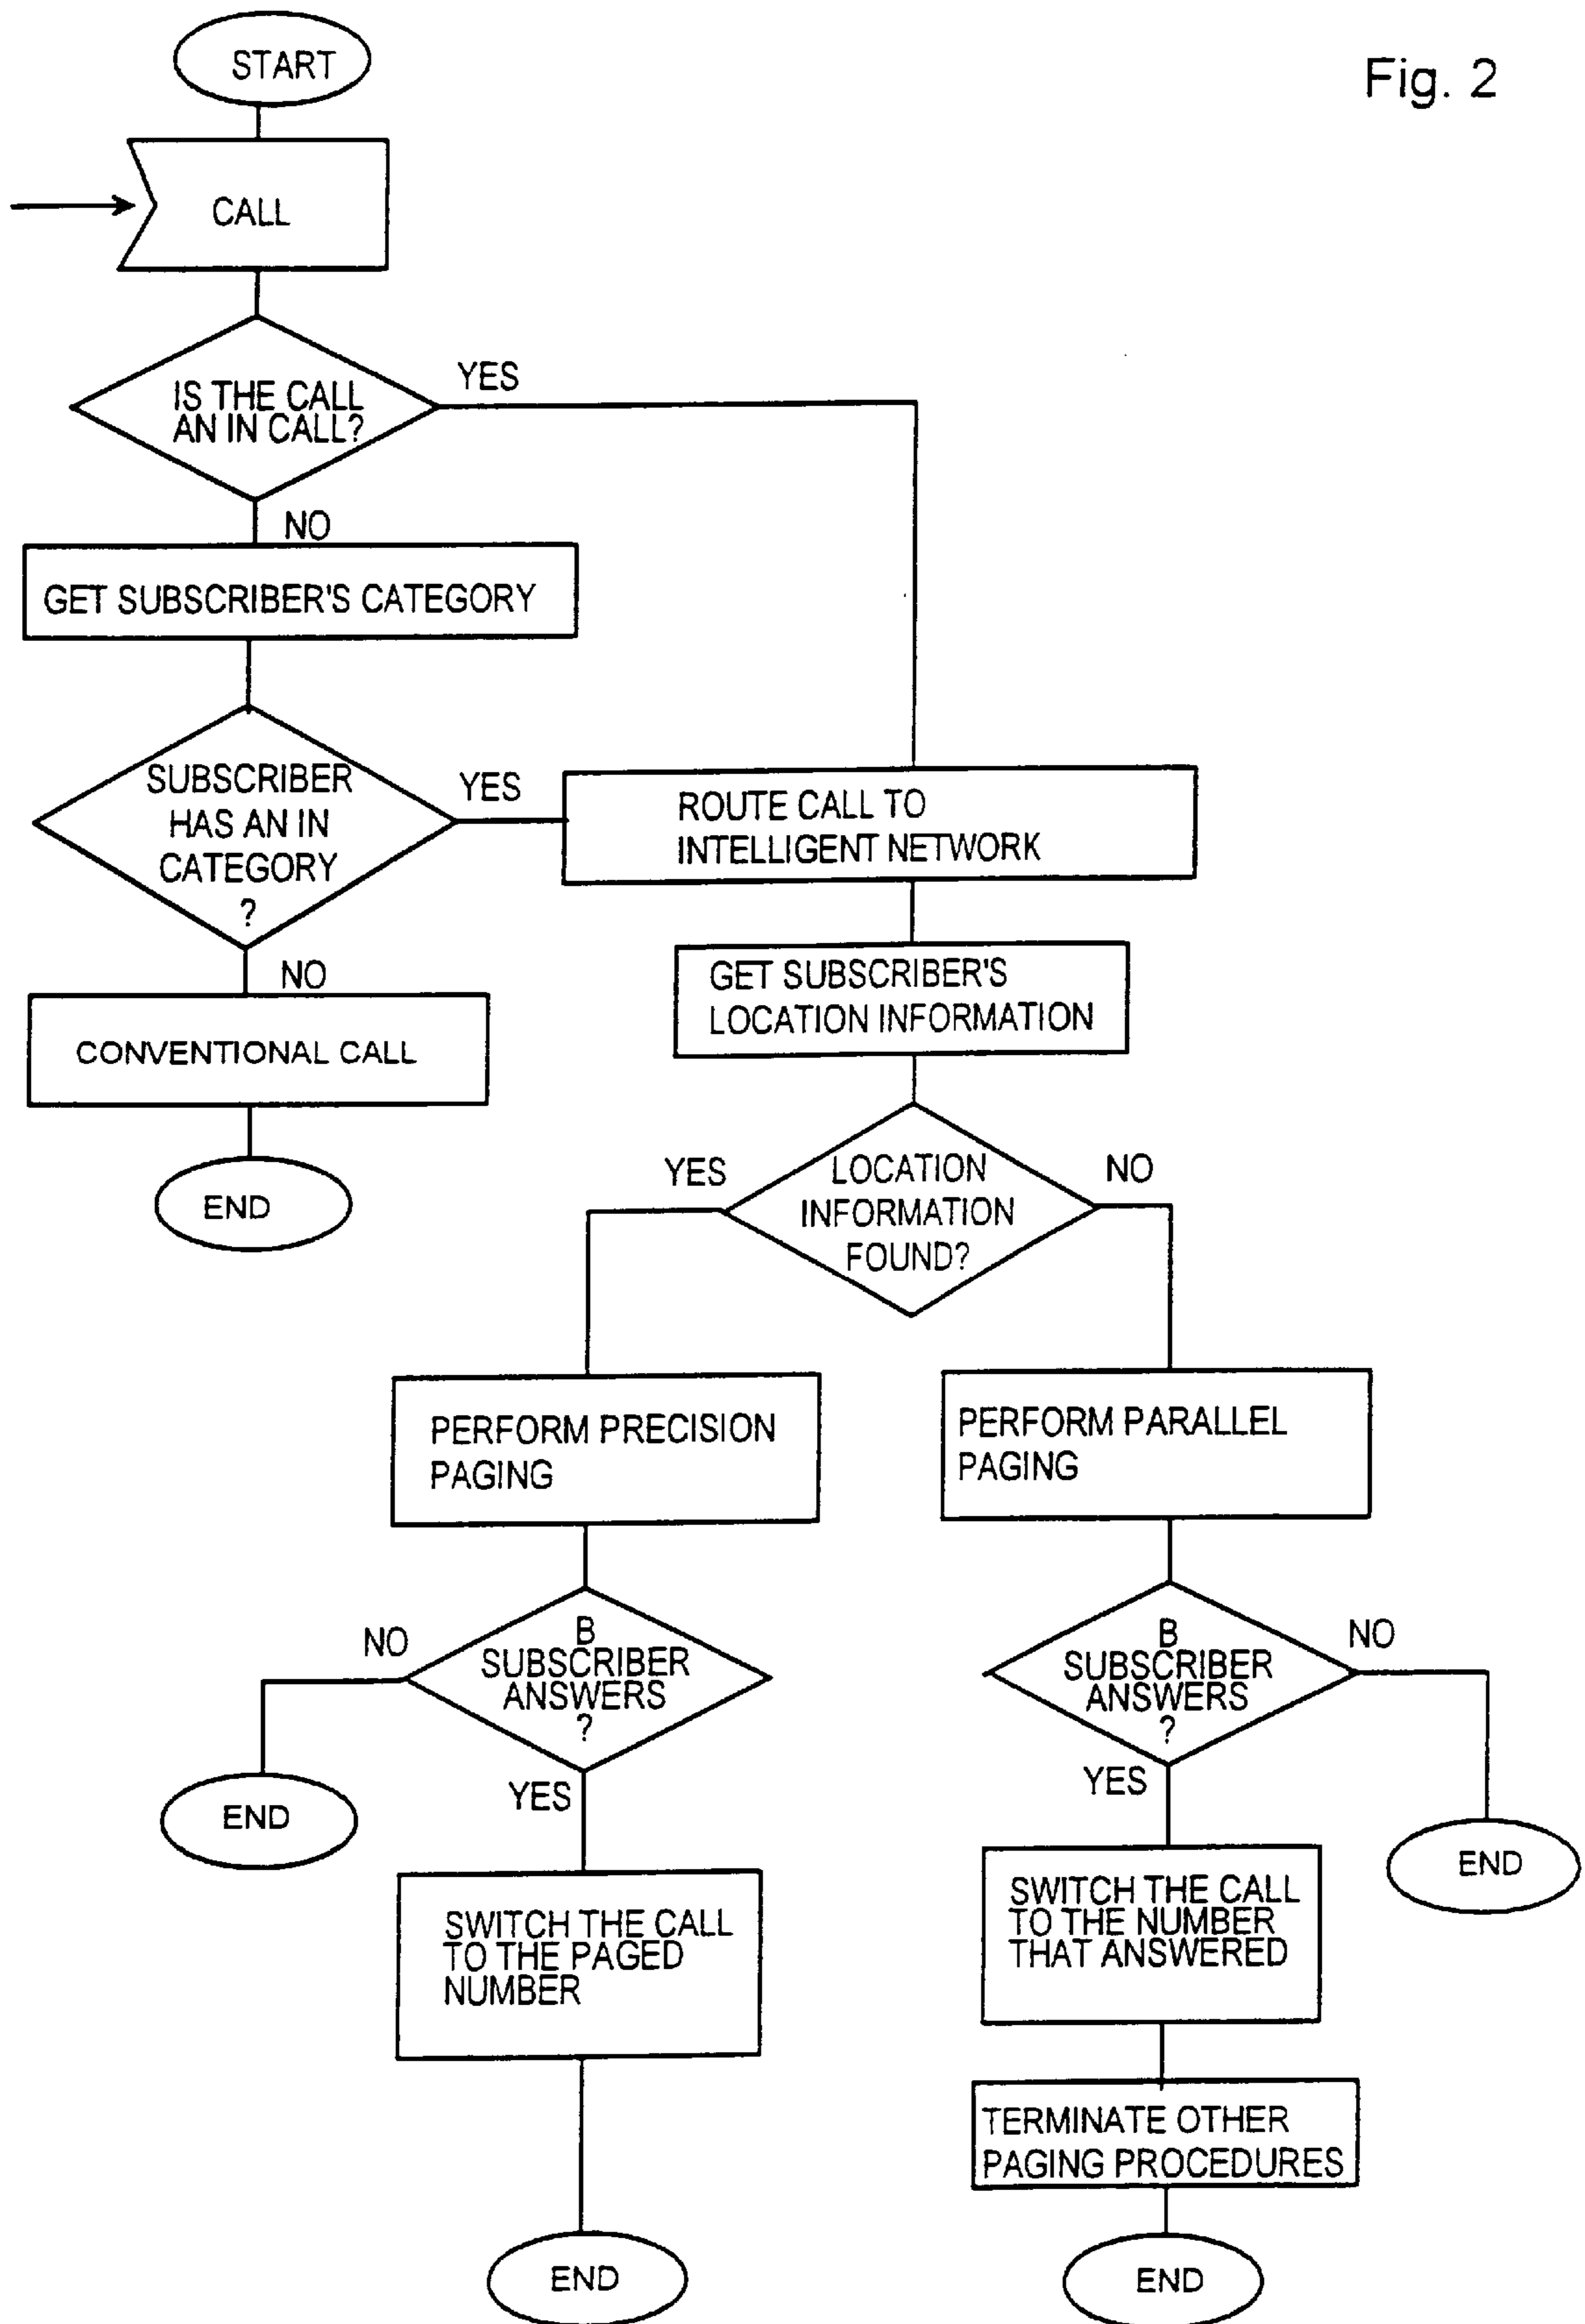 Fig. 2
START
CALL
IS THE CALL
AN IN CALL?
YES
NO
GET SUBSCRIBER'S CATEGORY
SUBSCRIBER
HAS AN IN
CATEGORY
?
YES
ROUTE CALL TO
INTELLIGENT NETWORK
NO
CONVENTIONAL CALL
END
GET SUBSCRIBER'S
LOCATION INFORMATION
LOCATION
INFORMATION
FOUND?
YES
NO
PERFORM PRECISION
PAGING
PERFORM PARALLEL
PAGING
B
SUBSCRIBER
ANSWERS
?
NO
YES
END
B
SUBSCRIBER
ANSWERS
?
NO
YES
END
SWITCH THE CALL
TO THE PAGED
NUMBER
SWITCH THE CALL
TO THE NUMBER
THAT ANSWERED
TERMINATE OTHER
PAGING PROCEDURES
END
END